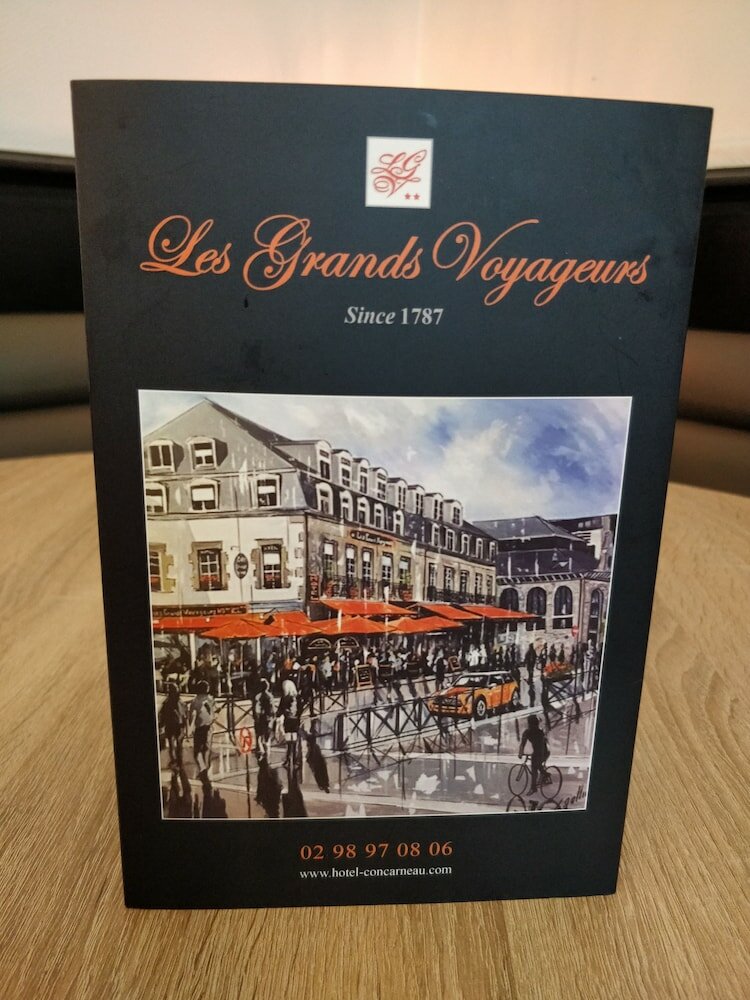 LGV
Les Grands Voyageurs
Since 1787
02 98 97 08 06
www.hotel-concarneau.com